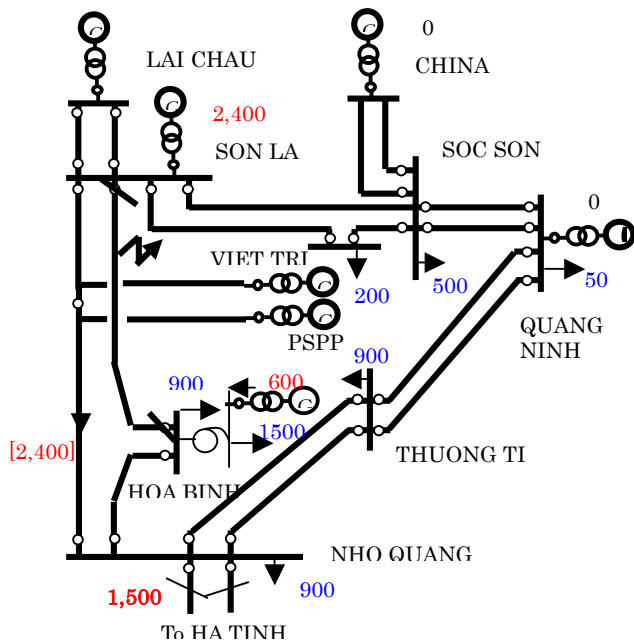 0
LAI CHAU
CHINA
2,400
SON LA
SOC SON
0
VIET TRI
200
500
50
PSPP
QUANG
NINH
900
900
600
1500
[2,400]
THUONG TI
HOA BINH
NHO QUANG
1,500
900
To HA TINH